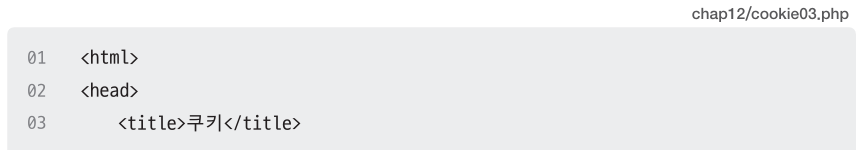 chap12/cookie03.php
01 <html>
02 <head>
03 <title>쿠키</title>